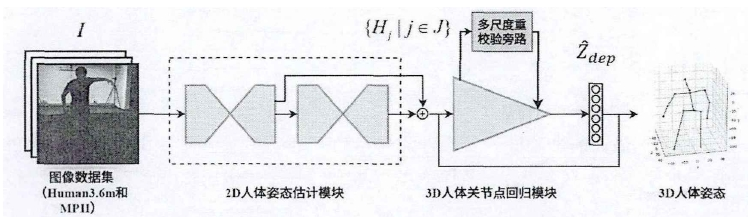 I
{H_j | j ∈ J}
多尺度重
校验旁路
Ẑ_dep
图像数据集
（Human3.6m和
MPII）
2D人体姿态估计模块
3D人体关节点回归模块
3D人体姿态